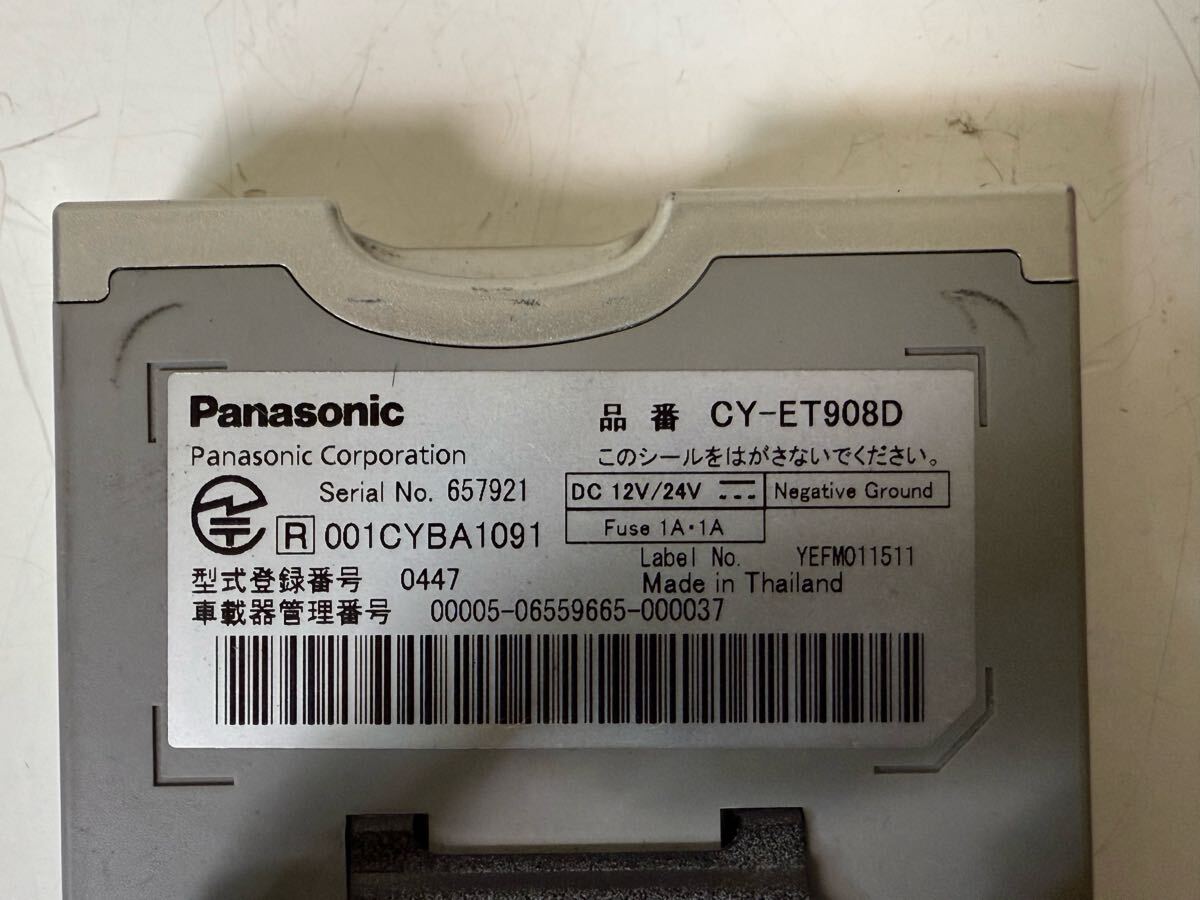 Panasonic
品番 CY-ET908D
Panasonic Corporation
このシールをはがさないでください。
Serial No. 657921
DC 12V/24V
Negative Ground
R 001CYBA1091
Fuse 1A・1A
Label No. YEFM011511
型式登録番号 0447
Made in Thailand
車載器管理番号 00005-06559665-000037